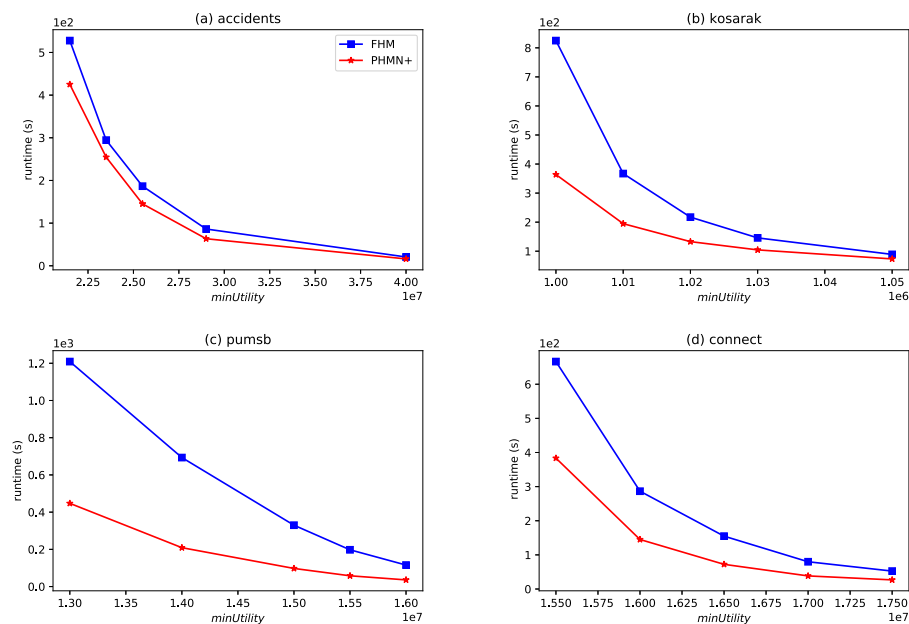 (a) accidents
1e2
5
4
3
2
1
0
runtime (s)
FHM
PHMN+
2.25 2.50 2.75 3.00 3.25 3.50 3.75 4.00
minUtility
1e7
(b) kosarak
1e2
8
7
6
5
4
3
2
1
runtime (s)
1.00 1.01 1.02 1.03 1.04 1.05
minUtility
1e6
(c) pumsb
1e3
1.2
1.0
0.8
0.6
0.4
0.2
0.0
runtime (s)
1.30 1.35 1.40 1.45 1.50 1.55 1.60
minUtility
1e7
(d) connect
1e2
6
5
4
3
2
1
0
runtime (s)
1.550 1.575 1.600 1.625 1.650 1.675 1.700 1.725 1.750
minUtility
1e7